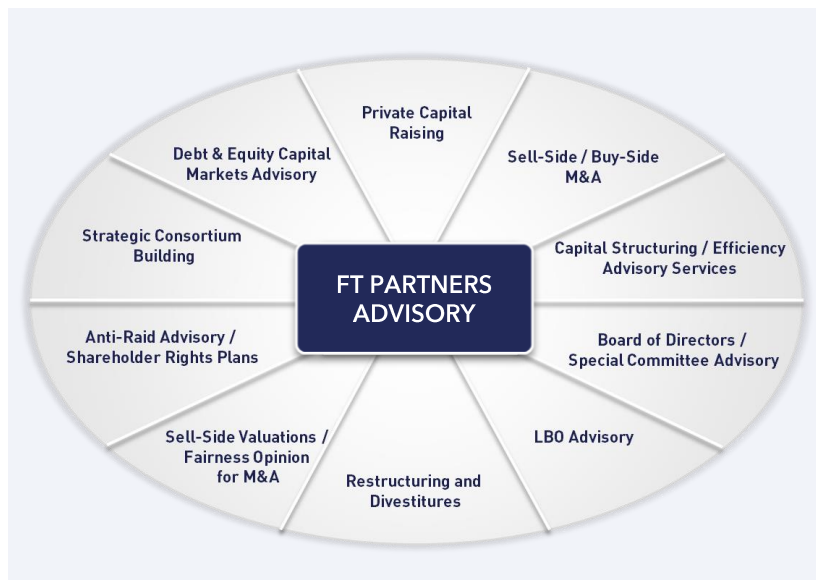 Private Capital
Raising
Sell-Side / Buy-Side
M&A
Capital Structuring / Efficiency
Advisory Services
Board of Directors /
Special Committee Advisory
LBO Advisory
Restructuring and
Divestitures
Sell-Side Valuations /
Fairness Opinion
for M&A
Anti-Raid Advisory /
Shareholder Rights Plans
Strategic Consortium
Building
Debt & Equity Capital
Markets Advisory
FT PARTNERS
ADVISORY